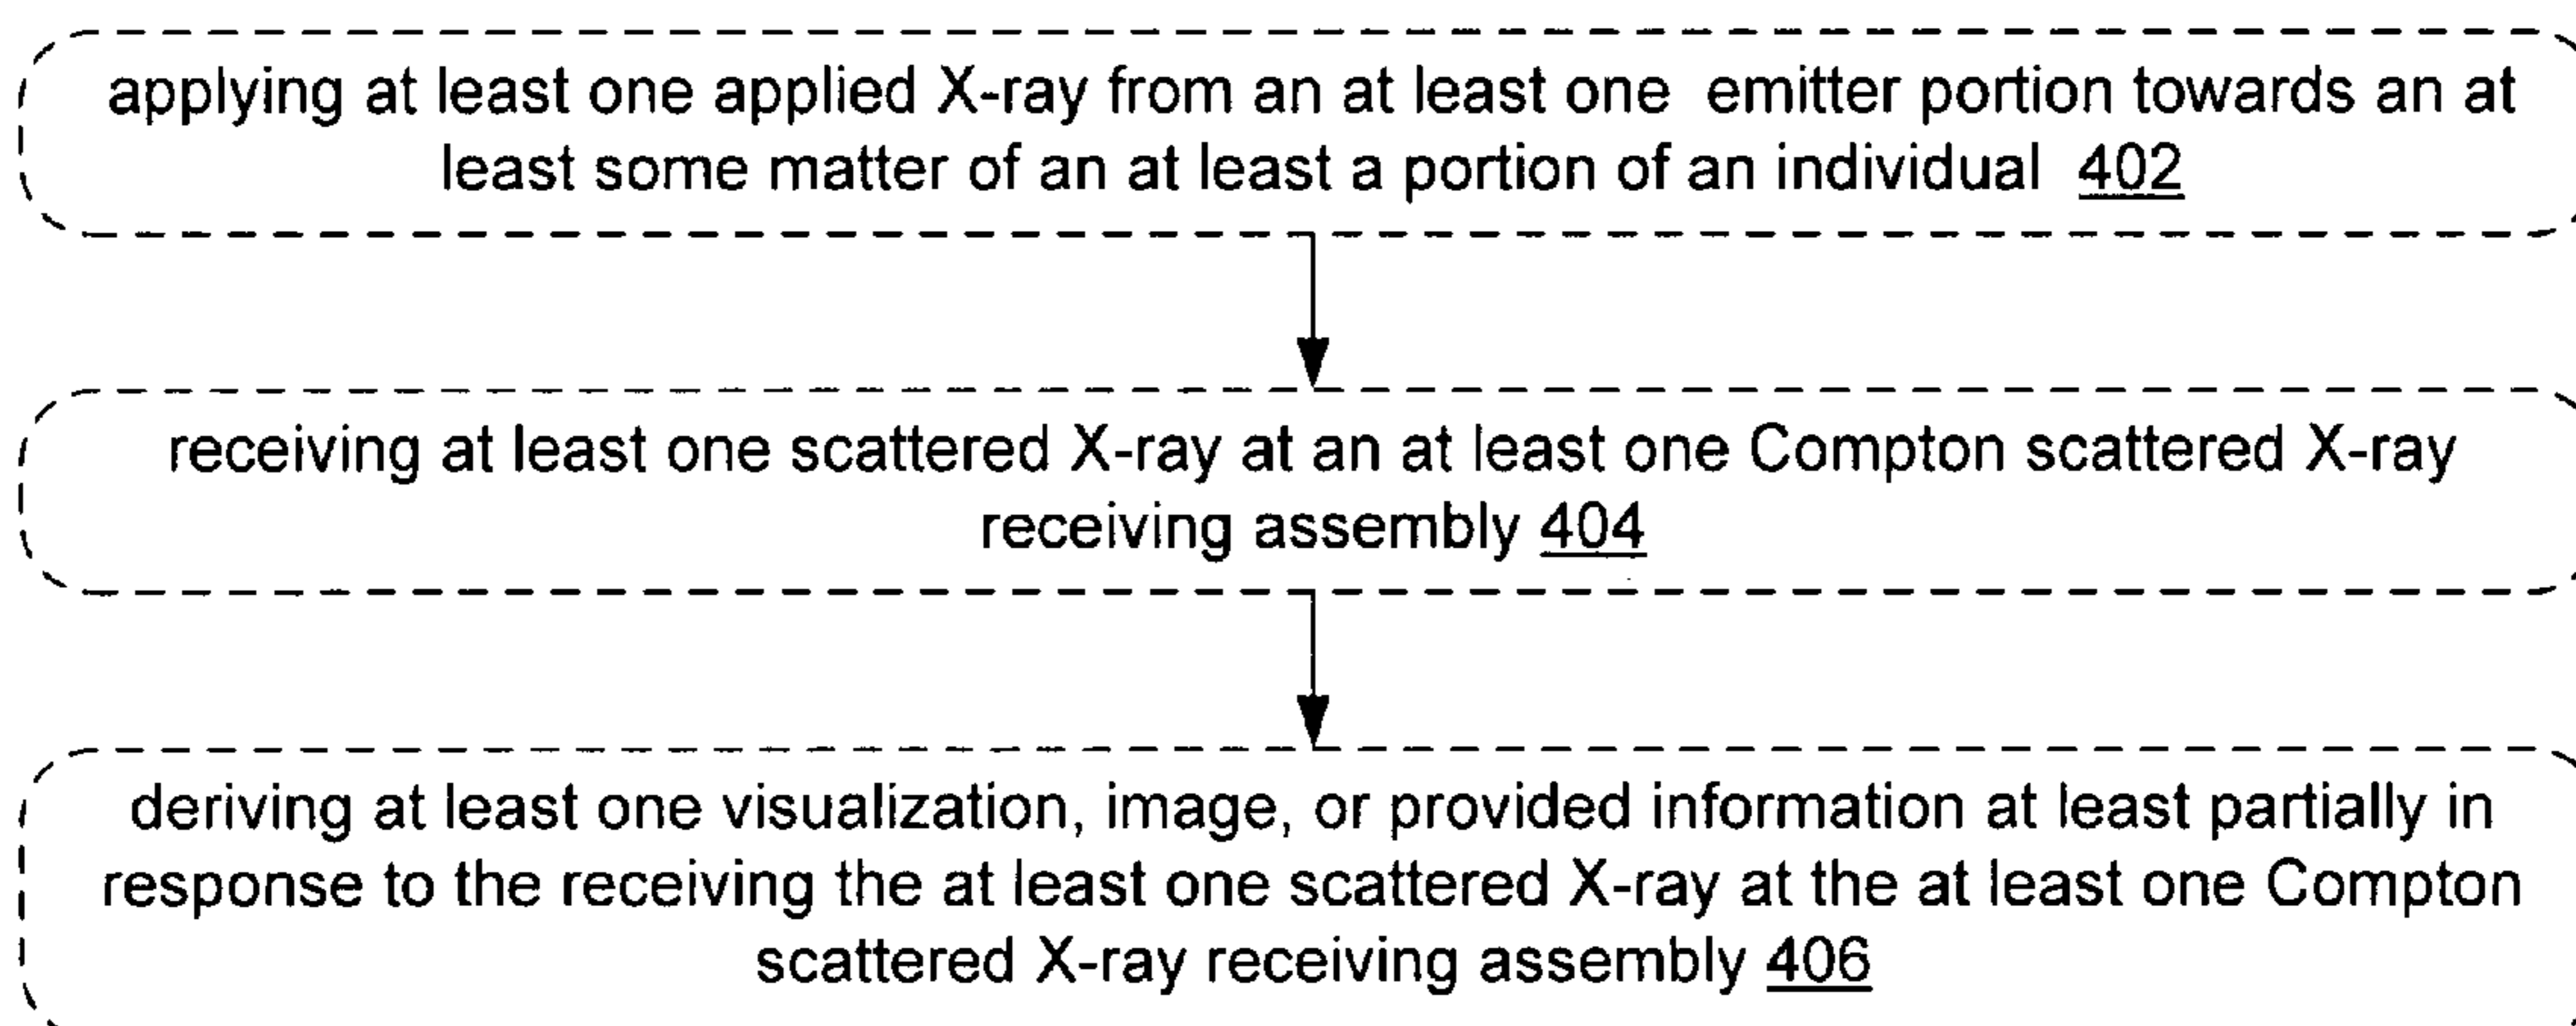 applying at least one applied X-ray from an at least one emitter portion towards an at
least some matter of an at least a portion of an individual 402
receiving at least one scattered X-ray at an at least one Compton scattered X-ray
receiving assembly 404
deriving at least one visualization, image, or provided information at least partially in
response to the receiving the at least one scattered X-ray at the at least one Compton
scattered X-ray receiving assembly 406